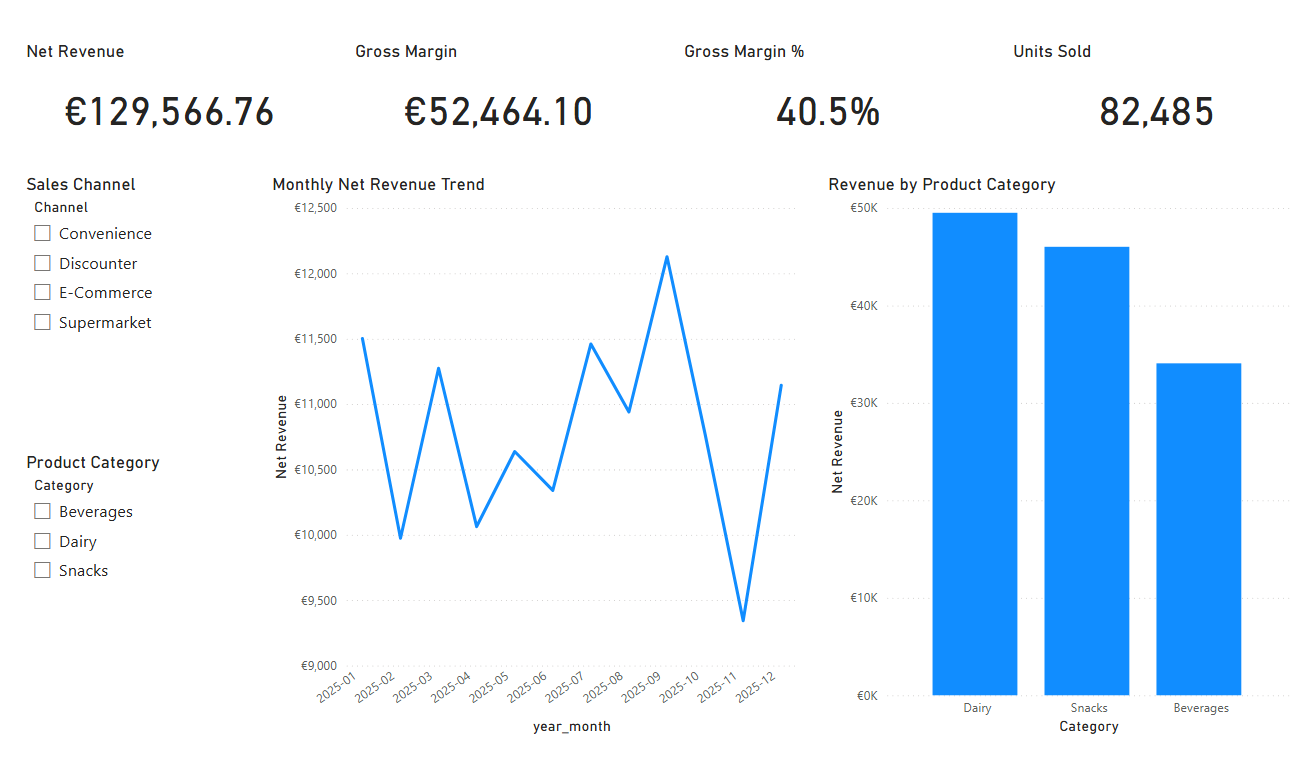 Net Revenue
€129,566.76
Gross Margin
€52,464.10
Gross Margin %
40.5%
Units Sold
82,485
Sales Channel
Channel
Convenience
Discounter
E-Commerce
Supermarket
Product Category
Category
Beverages
Dairy
Snacks
Monthly Net Revenue Trend
Net Revenue
€12,500
€12,000
€11,500
€11,000
€10,500
€10,000
€9,500
€9,000
2025-01
2025-02
2025-03
2025-04
2025-05
2025-06
2025-07
2025-08
2025-09
2025-10
2025-11
2025-12
year_month
Revenue by Product Category
Net Revenue
€50K
€40K
€30K
€20K
€10K
€0K
Dairy
Snacks
Beverages
Category